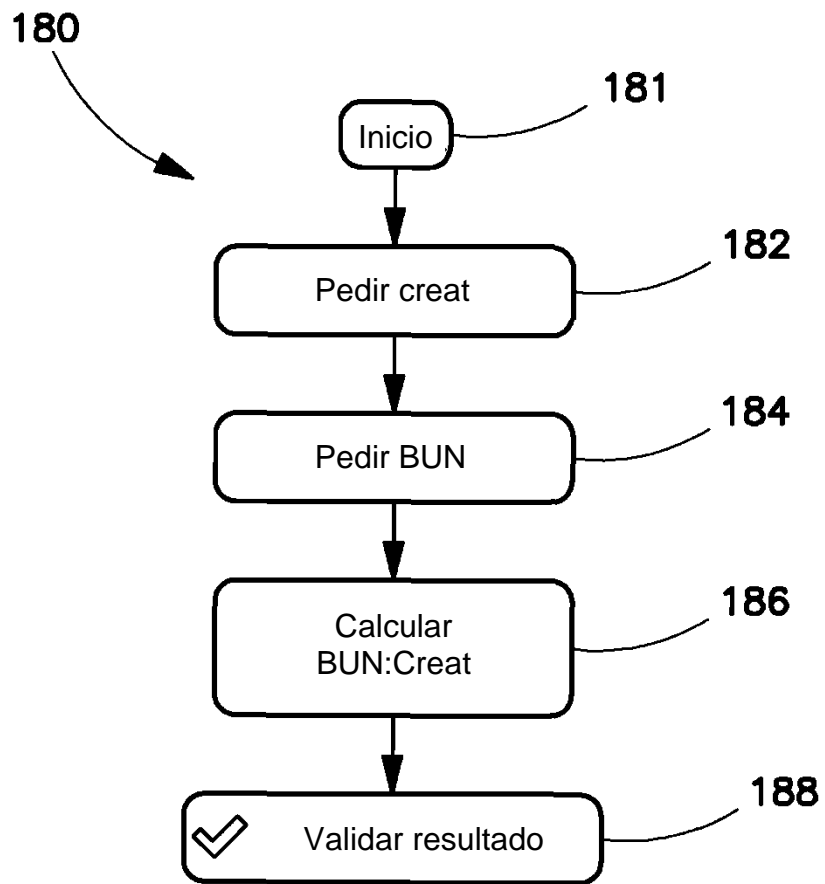 180
181
Inicio
182
Pedir creat
184
Pedir BUN
186
Calcular
BUN:Creat
188
Validar resultado